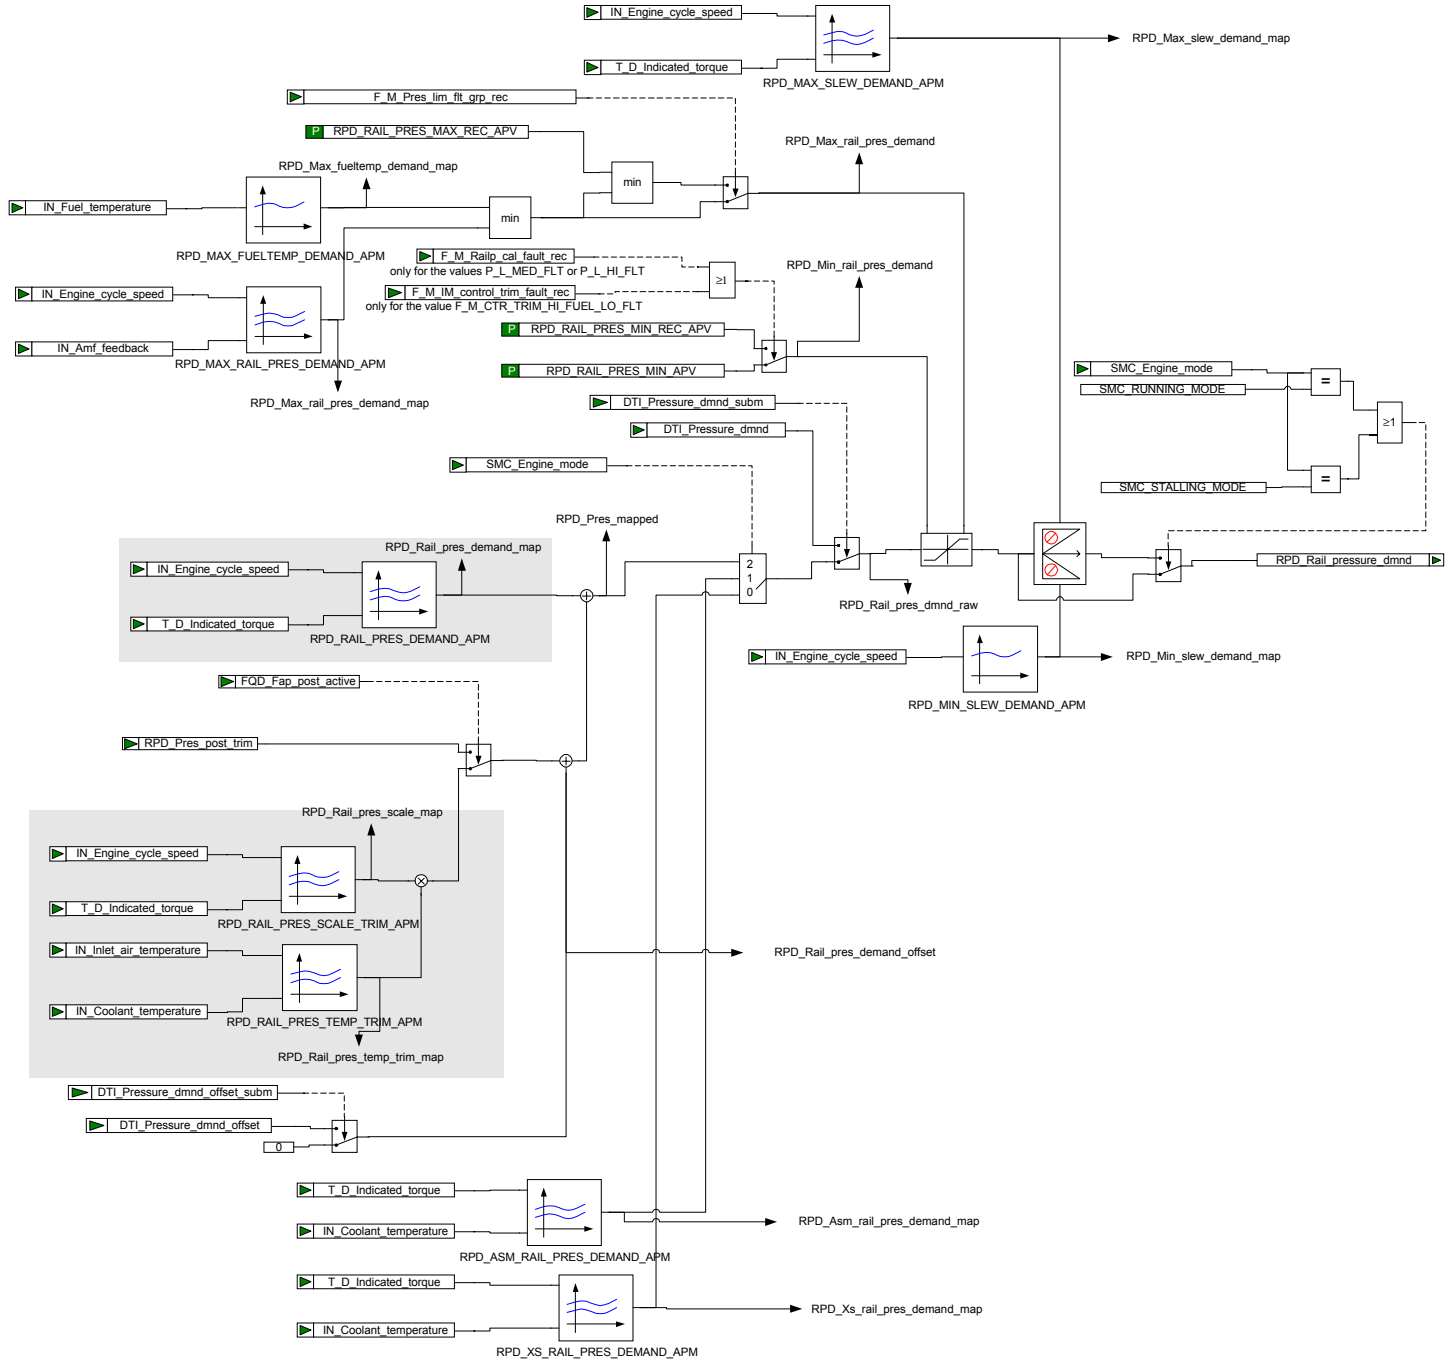 IN_Engine_cycle_speed
RPD_Max_slew_demand_map
T_D_Indicated_torque
RPD_MAX_SLEW_DEMAND_APM
F_M_Pres_lim_flt_grp_rec
P RPD_RAIL_PRES_MAX_REC_APV
RPD_Max_rail_pres_demand
RPD_Max_fueltemp_demand_map
min
IN_Fuel_temperature
min
RPD_MAX_FUELTEMP_DEMAND_APM
F_M_Railp_cal_fault_rec
only for the values P_L_MED_FLT or P_L_HI_FLT
RPD_Min_rail_pres_demand
≥1
IN_Engine_cycle_speed
F_M_IM_control_trim_fault_rec
only for the value F_M_CTR_TRIM_HI_FUEL_LO_FLT
P RPD_RAIL_PRES_MIN_REC_APV
IN_Amf_feedback
RPD_MAX_RAIL_PRES_DEMAND_APM
P RPD_RAIL_PRES_MIN_APV
SMC_Engine_mode
=
SMC_RUNNING_MODE
RPD_Max_rail_pres_demand_map
DTI_Pressure_dmnd_subm
≥1
DTI_Pressure_dmnd
SMC_Engine_mode
=
SMC_STALLING_MODE
RPD_Pres_mapped
RPD_Rail_pres_demand_map
IN_Engine_cycle_speed
2
1
0
RPD_Rail_pressure_dmnd
RPD_Rail_pres_dmnd_raw
T_D_Indicated_torque
RPD_RAIL_PRES_DEMAND_APM
IN_Engine_cycle_speed
RPD_Min_slew_demand_map
RPD_MIN_SLEW_DEMAND_APM
FQD_Fap_post_active
RPD_Pres_post_trim
RPD_Rail_pres_scale_map
IN_Engine_cycle_speed
T_D_Indicated_torque
RPD_RAIL_PRES_SCALE_TRIM_APM
IN_Inlet_air_temperature
RPD_Rail_pres_demand_offset
IN_Coolant_temperature
RPD_RAIL_PRES_TEMP_TRIM_APM
RPD_Rail_pres_temp_trim_map
DTI_Pressure_dmnd_offset_subm
DTI_Pressure_dmnd_offset
0
T_D_Indicated_torque
RPD_Asm_rail_pres_demand_map
IN_Coolant_temperature
RPD_ASM_RAIL_PRES_DEMAND_APM
T_D_Indicated_torque
RPD_Xs_rail_pres_demand_map
IN_Coolant_temperature
RPD_XS_RAIL_PRES_DEMAND_APM